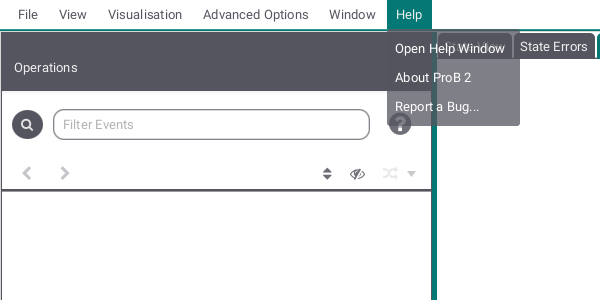 File View Visualisation Advanced Options Window Help
Open Help Window State Errors
Operations
About ProB 2
Report a Bug...
Filter Events